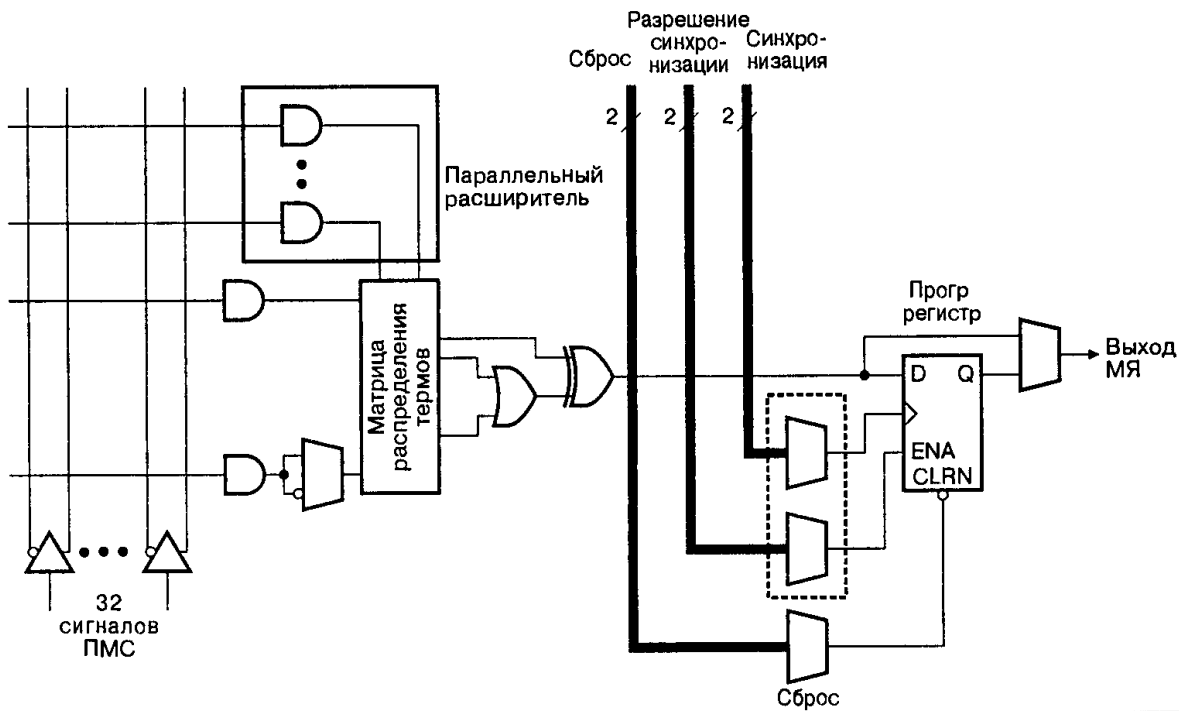 Сброс
Разрешение
синхро-
низации
Синхро-
низация
2
2
2
Параллельный
расширитель
Матрица
распределения
термов
Прогр
регистр
D Q
ENA
CLRN
Выход
МЯ
32
сигналов
ПМС
Сброс